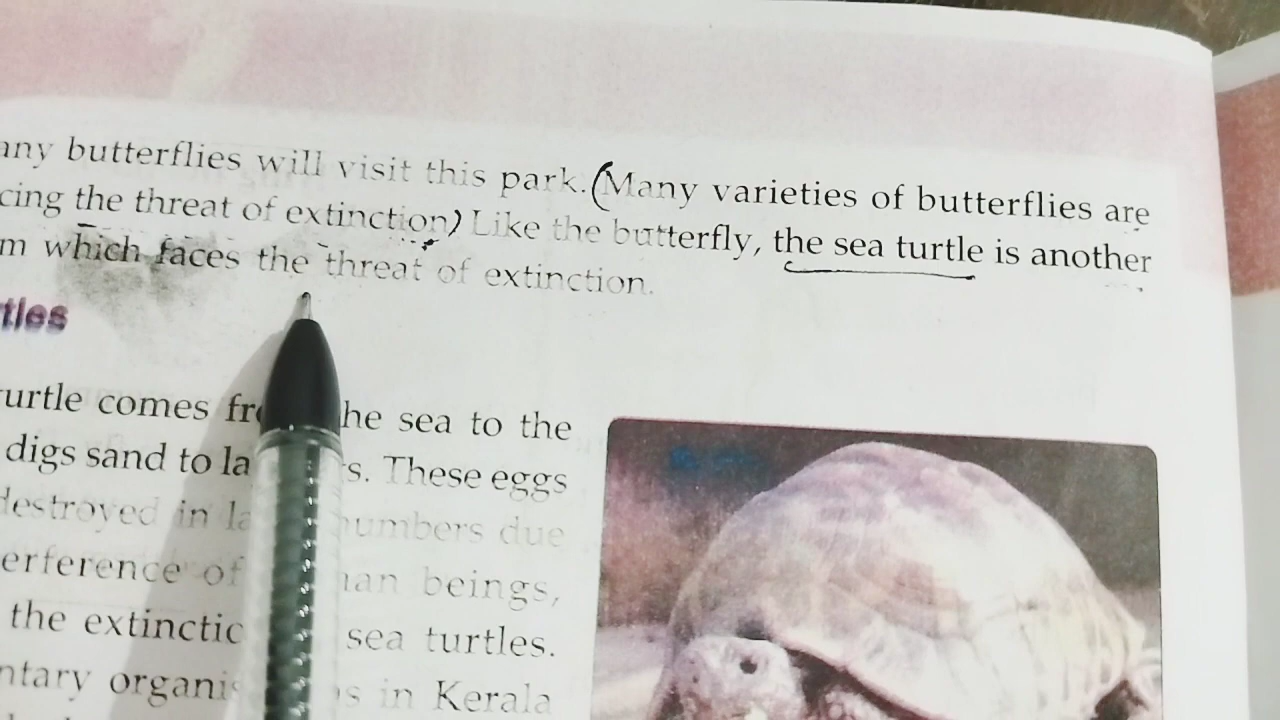 any butterflies will visit this park. (Many varieties of butterflies are
cing the threat of extinction) Like the butterfly, the sea turtle is another
m which faces the threat of extinction.
tles
urtle comes fr he sea to the
digs sand to la s. These eggs
destroyed in la numbers due
erference of an beings,
the extinctic sea turtles.
ntary organis s in Kerala